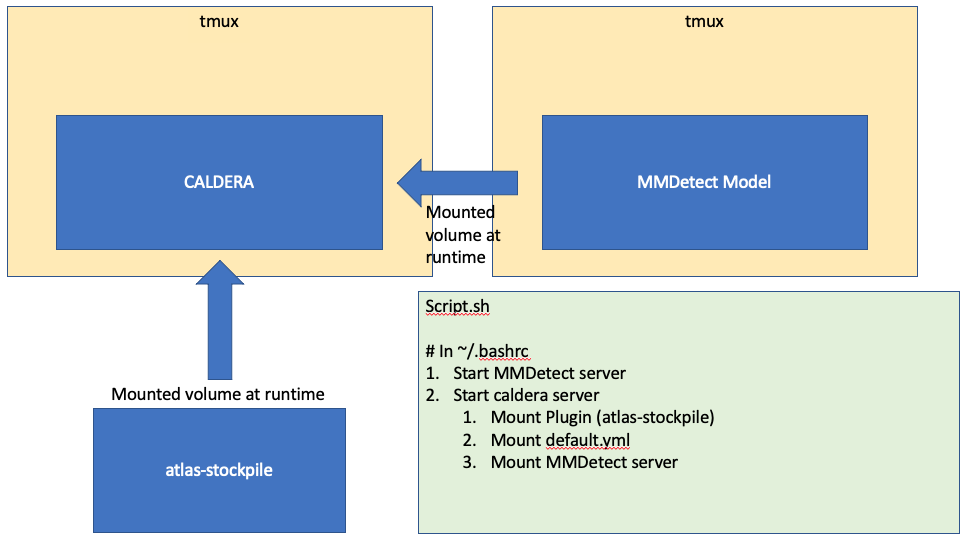 tmux
tmux
CALDERA
MMDetect Model
Mounted
volume at
runtime
Mounted volume at runtime
atlas-stockpile
Script.sh
# In ~/.bashrc
1. Start MMDetect server
2. Start caldera server
1. Mount Plugin (atlas-stockpile)
2. Mount default.yml
3. Mount MMDetect server